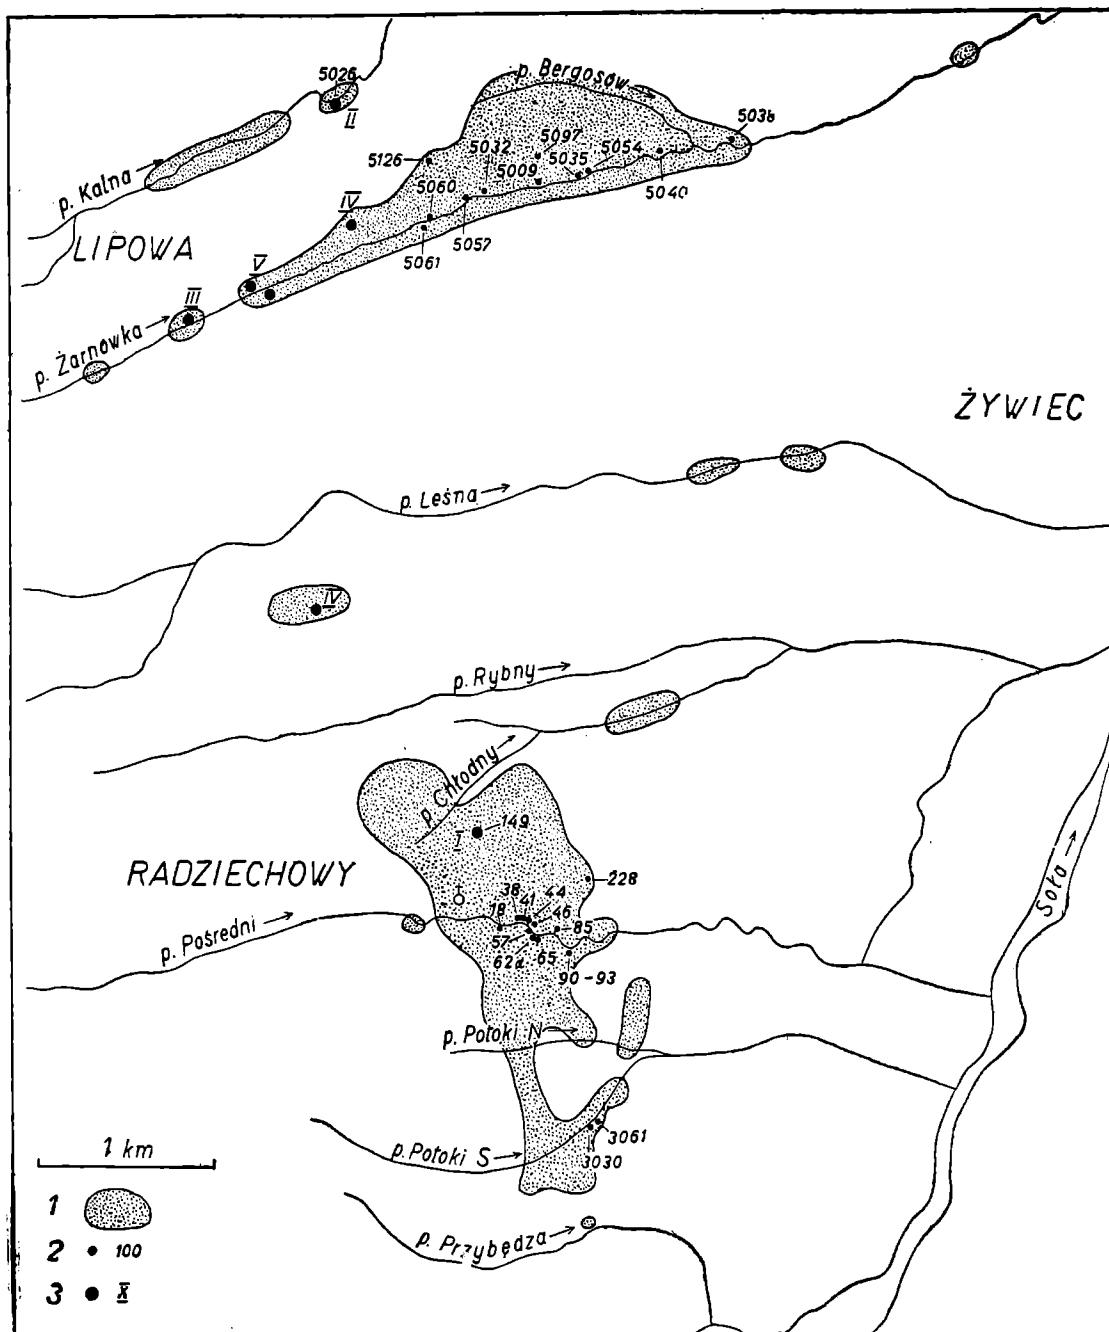 p. Bergosów →
5026
II
5038
5097
5054
5032
5035
5126
5009
5060
5040
p. Kalna →
IV
5057
LIPOWA
5061
V
III
p. Żarnówka →
ŻYWIEC
p. Leśna →
IV
p. Rybny →
p. Chłodny →
I
149
RADZIECHOWY
228
38
41
44
18
46
85
57
62a
65
90-93
p. Pośredni →
Soła →
p. Potoki N →
3061
p. Potoki S →
3030
1 km
1
2 100
3 X
p. Przybędza →